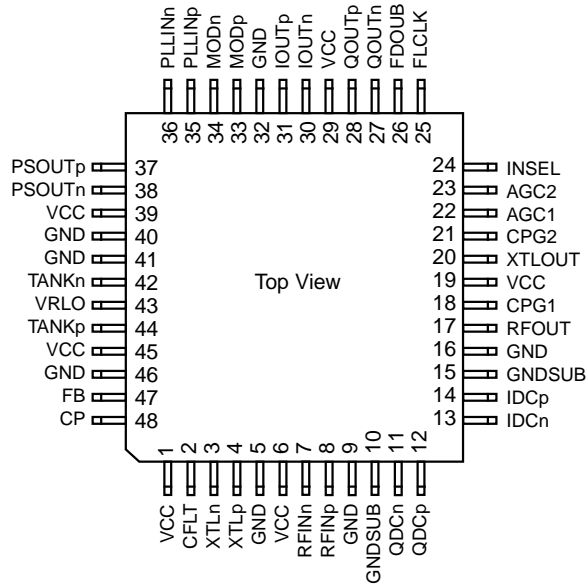 PLLINn
PLLINp
MODn
MODp
GND
IOUTp
IOUTn
VCC
QOUTp
QOUTn
FDOUB
FLCLK
36 35 34 33 32 31 30 29 28 27 26 25
PSOUTp 37
PSOUTn 38
VCC 39
GND 40
GND 41
TANKn 42
VRLO 43
TANKp 44
VCC 45
GND 46
FB 47
CP 48
Top View
24 INSEL
23 AGC2
22 AGC1
21 CPG2
20 XTLOUT
19 VCC
18 CPG1
17 RFOUT
16 GND
15 GNDSUB
14 IDCp
13 IDCn
1 2 3 4 5 6 7 8 9 10 11 12
VCC
CFLT
XTLn
XTLp
GND
VCC
RFINn
RFINp
GND
GNDSUB
QDCn
QDCp